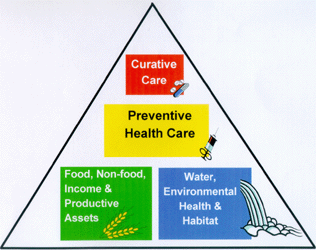 Curative
Care
Preventive
Health Care
Food, Non-food,
Income &
Productive
Assets
Water,
Environmental
Health &
Habitat